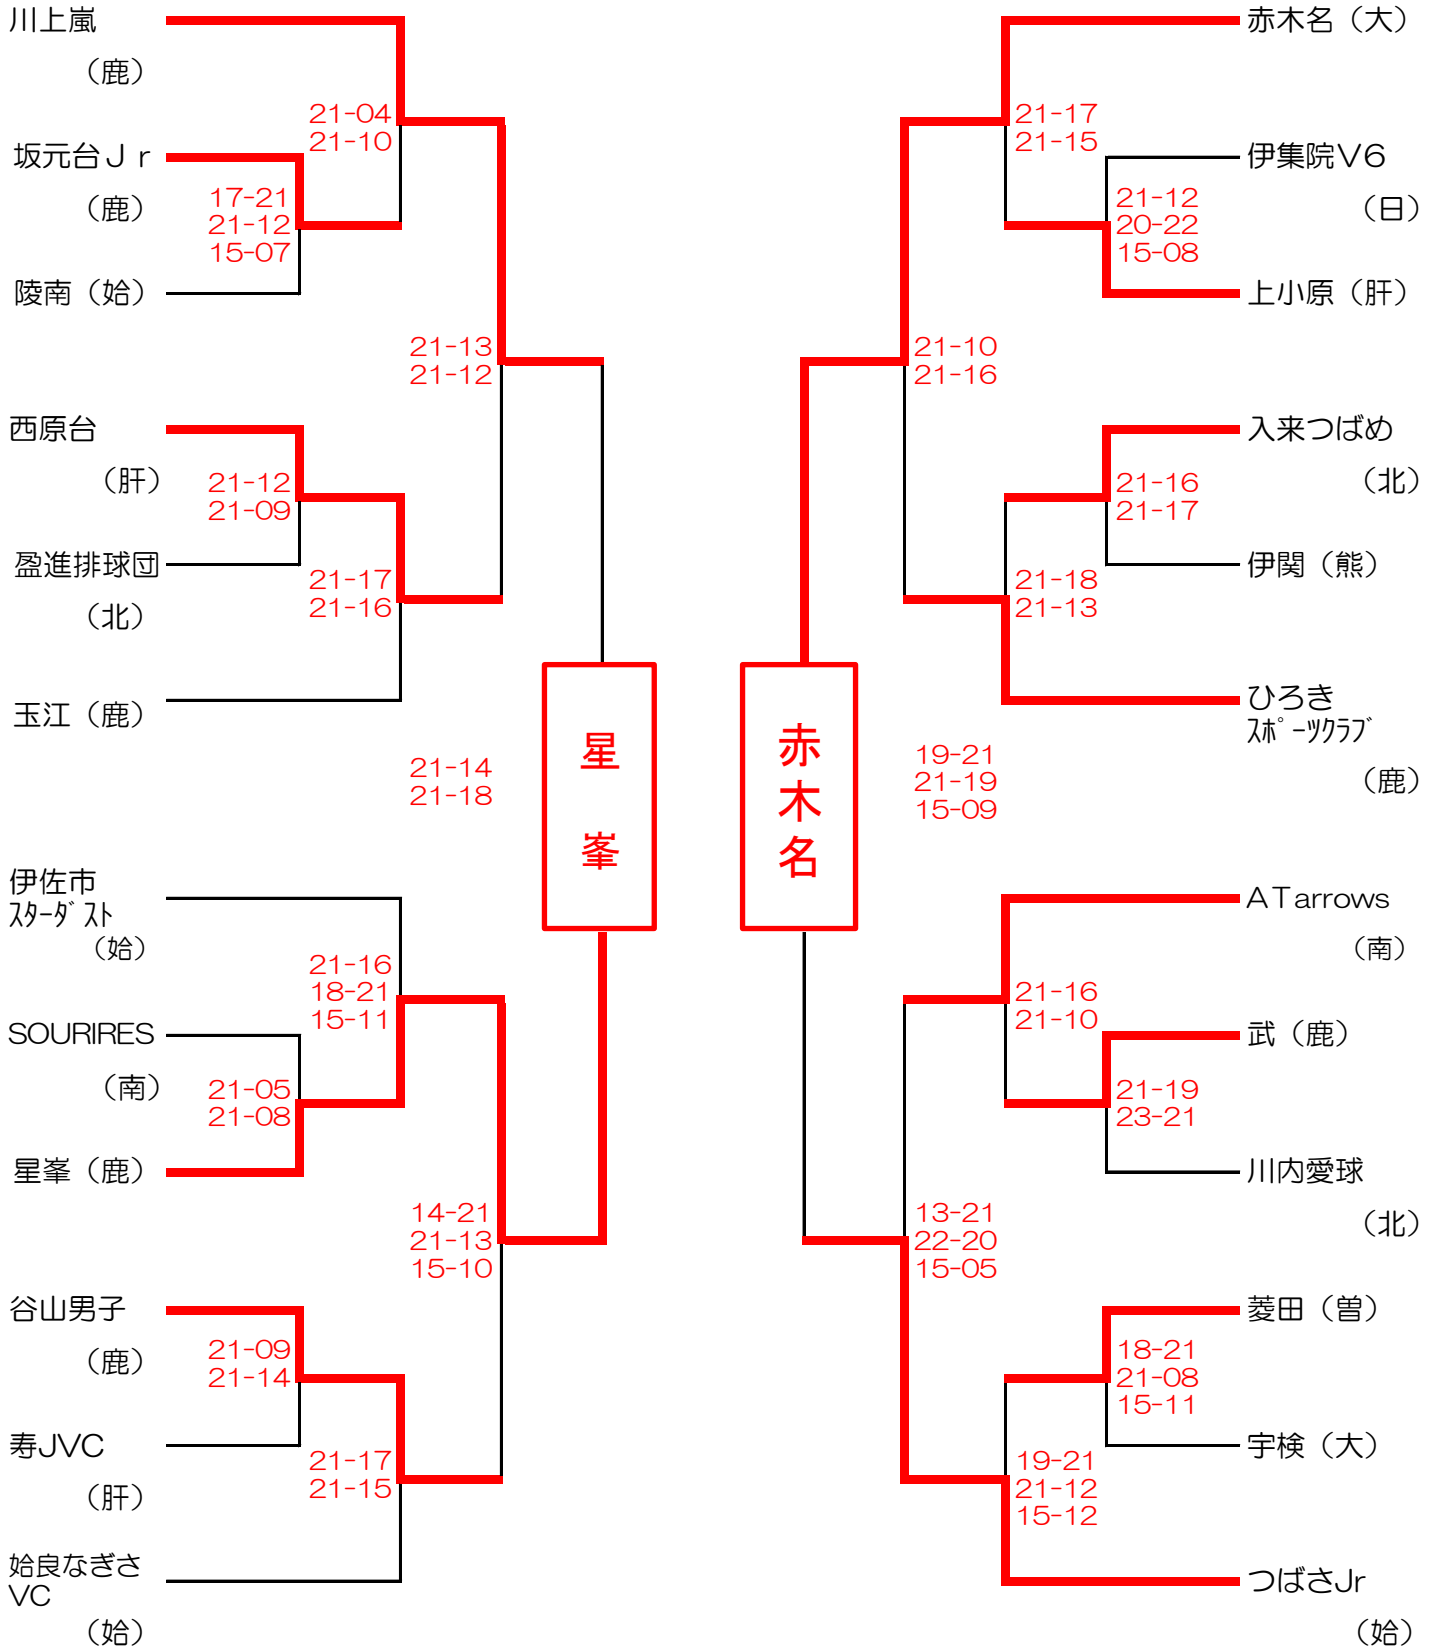 川上嵐
（鹿）
21-04
21-10
坂元台Ｊｒ
（鹿）
17-21
21-12
15-07
陵南（姶）
21-13
21-12
西原台
（肝）
21-12
21-09
盈進排球団
（北）
21-17
21-16
玉江（鹿）
21-14
21-18
星
峯
伊佐市
ｽﾀｰﾀﾞｽﾄ
（姶）
21-16
18-21
15-11
SOURIRES
（南）
21-05
21-08
星峯（鹿）
14-21
21-13
15-10
谷山男子
（鹿）
21-09
21-14
寿JVC
（肝）
21-17
21-15
姶良なぎさ
VC
（姶）
赤木名（大）
21-17
21-15
伊集院V6
（日）
21-12
20-22
15-08
上小原（肝）
21-10
21-16
入来つばめ
（北）
21-16
21-17
伊関（熊）
21-18
21-13
ひろき
ｽﾎﾟｰﾂｸﾗﾌﾞ
（鹿）
赤
木
名
19-21
21-19
15-09
ATarrows
（南）
21-16
21-10
武（鹿）
21-19
23-21
川内愛球
（北）
13-21
22-20
15-05
菱田（曽）
18-21
21-08
15-11
宇検（大）
19-21
21-12
15-12
つばさJr
（姶）